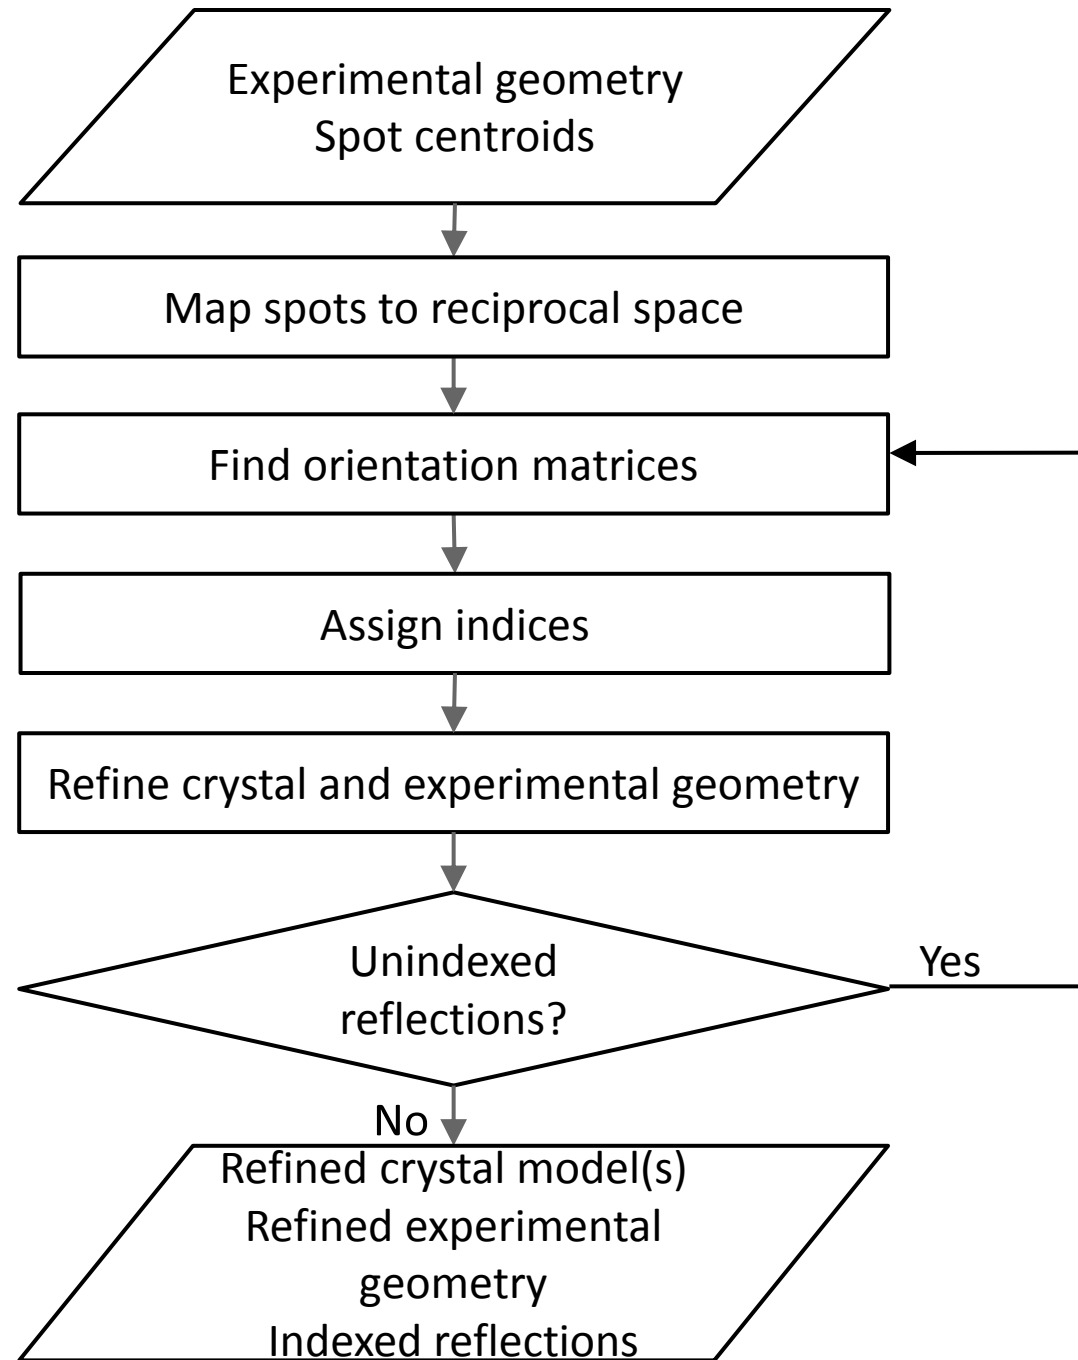 Experimental geometry
Spot centroids
Map spots to reciprocal space
Find orientation matrices
Assign indices
Refine crystal and experimental geometry
Unindexed
reflections?
Yes
No
Refined crystal model(s)
Refined experimental
geometry
Indexed reflections